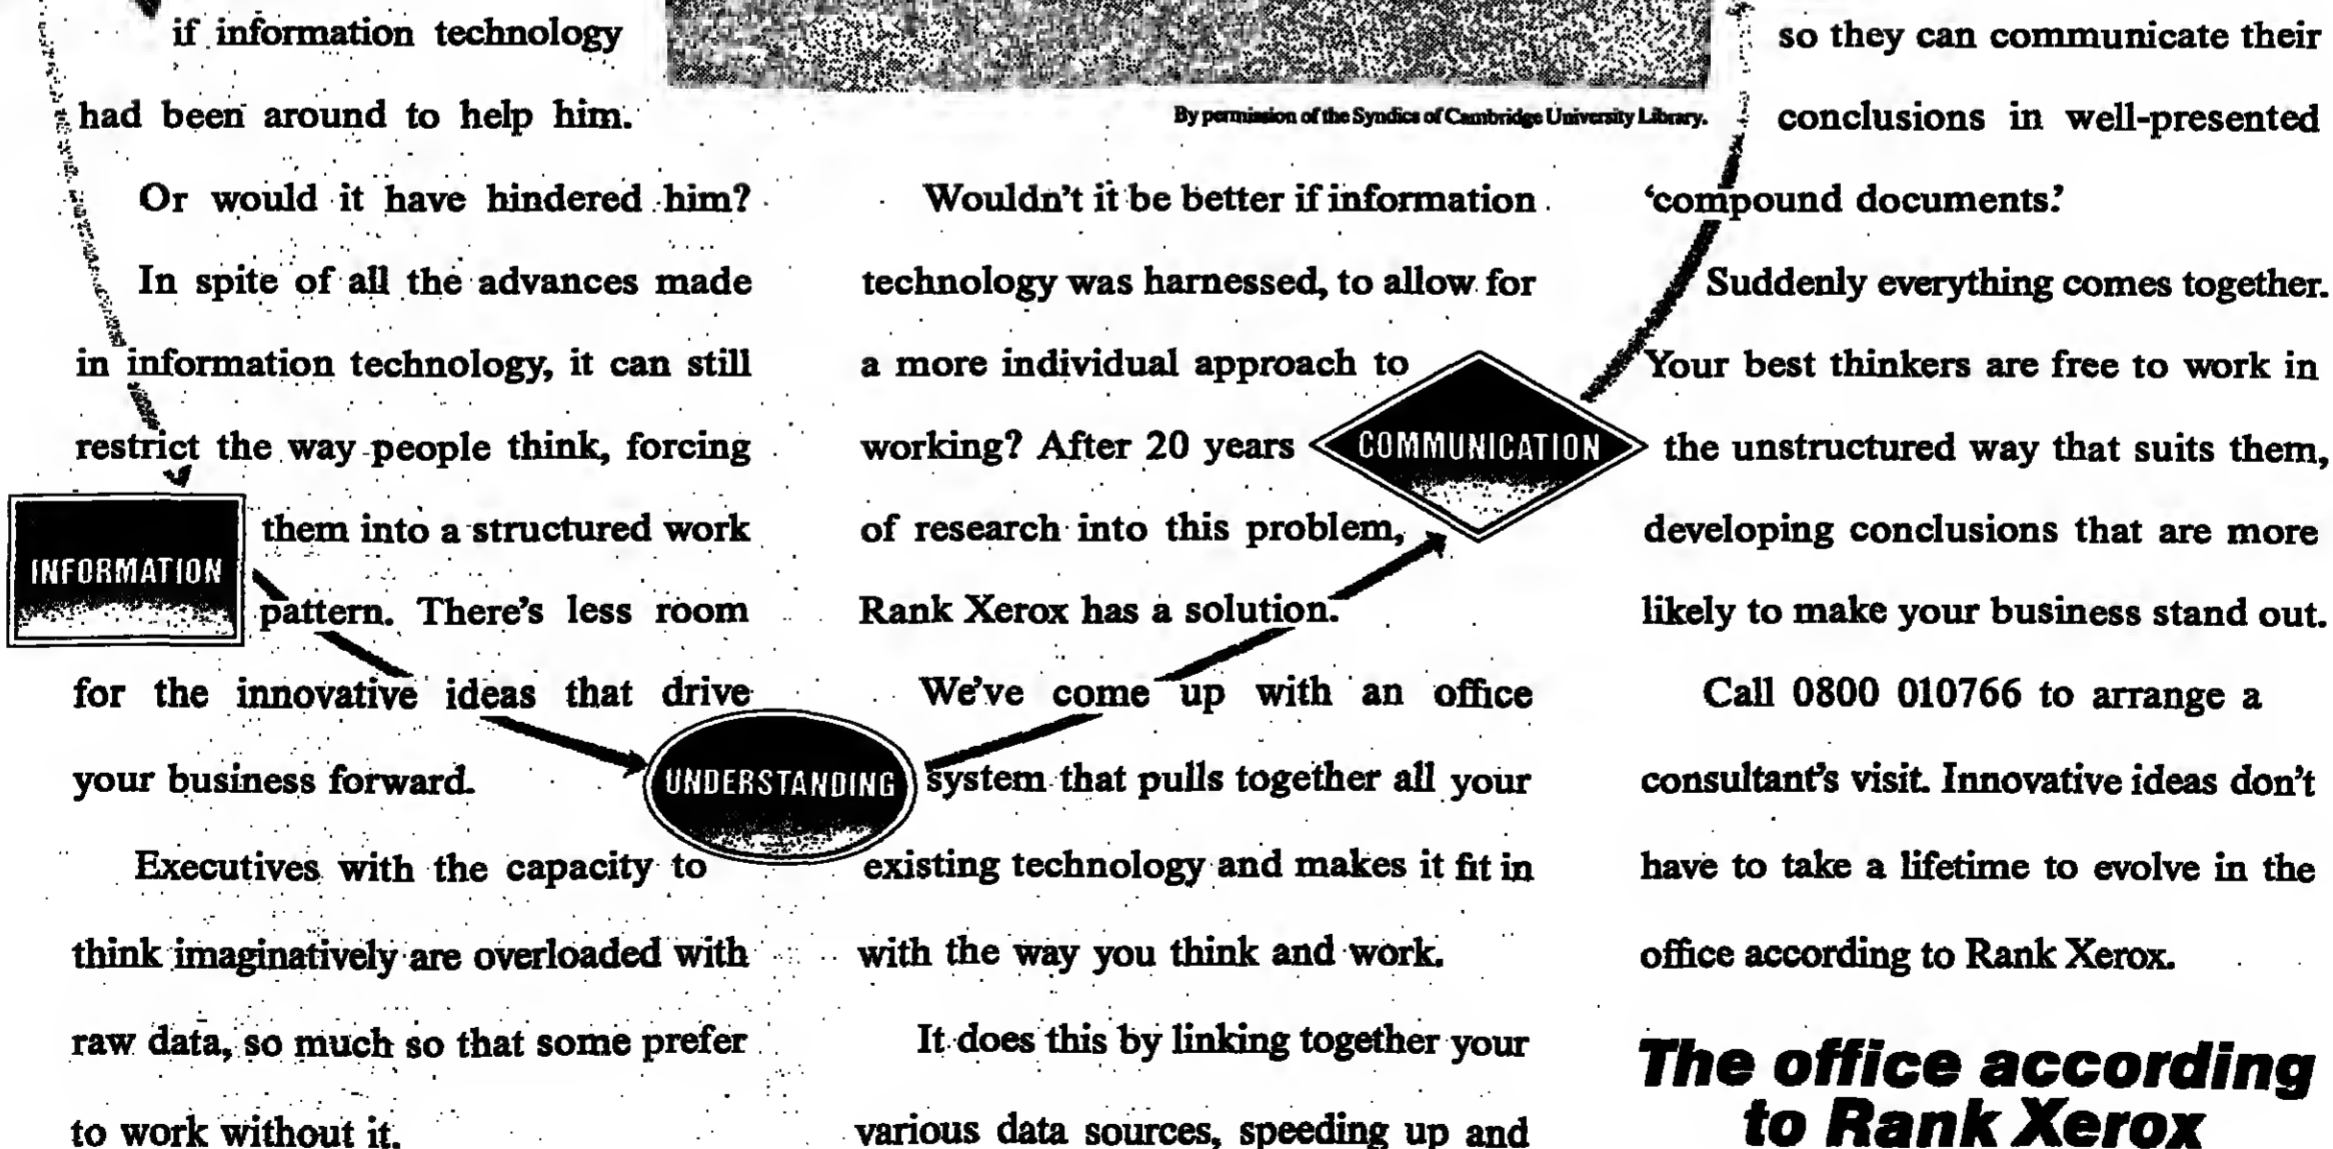 if information technology
had been around to help him.
Or would it have hindered him?
In spite of all the advances made
in information technology, it can still
restrict the way people think, forcing
them into a structured work
INFORMATION
pattern. There's less room
for the innovative ideas that drive
your business forward.
UNDERSTANDING
Executives with the capacity to
think imaginatively are overloaded with
raw data, so much so that some prefer
to work without it.
By permission of the Syndics of Cambridge University Library.
Wouldn't it be better if information
technology was harnessed, to allow for
a more individual approach to
working? After 20 years
COMMUNICATION
of research into this problem,
Rank Xerox has a solution.
We've come up with an office
system that pulls together all your
existing technology and makes it fit in
with the way you think and work.
It does this by linking together your
various data sources, speeding up and
so they can communicate their
conclusions in well-presented
‘compound documents.’
Suddenly everything comes together.
Your best thinkers are free to work in
the unstructured way that suits them,
developing conclusions that are more
likely to make your business stand out.
Call 0800 010766 to arrange a
consultant's visit. Innovative ideas don't
have to take a lifetime to evolve in the
office according to Rank Xerox.
The office according
to Rank Xerox